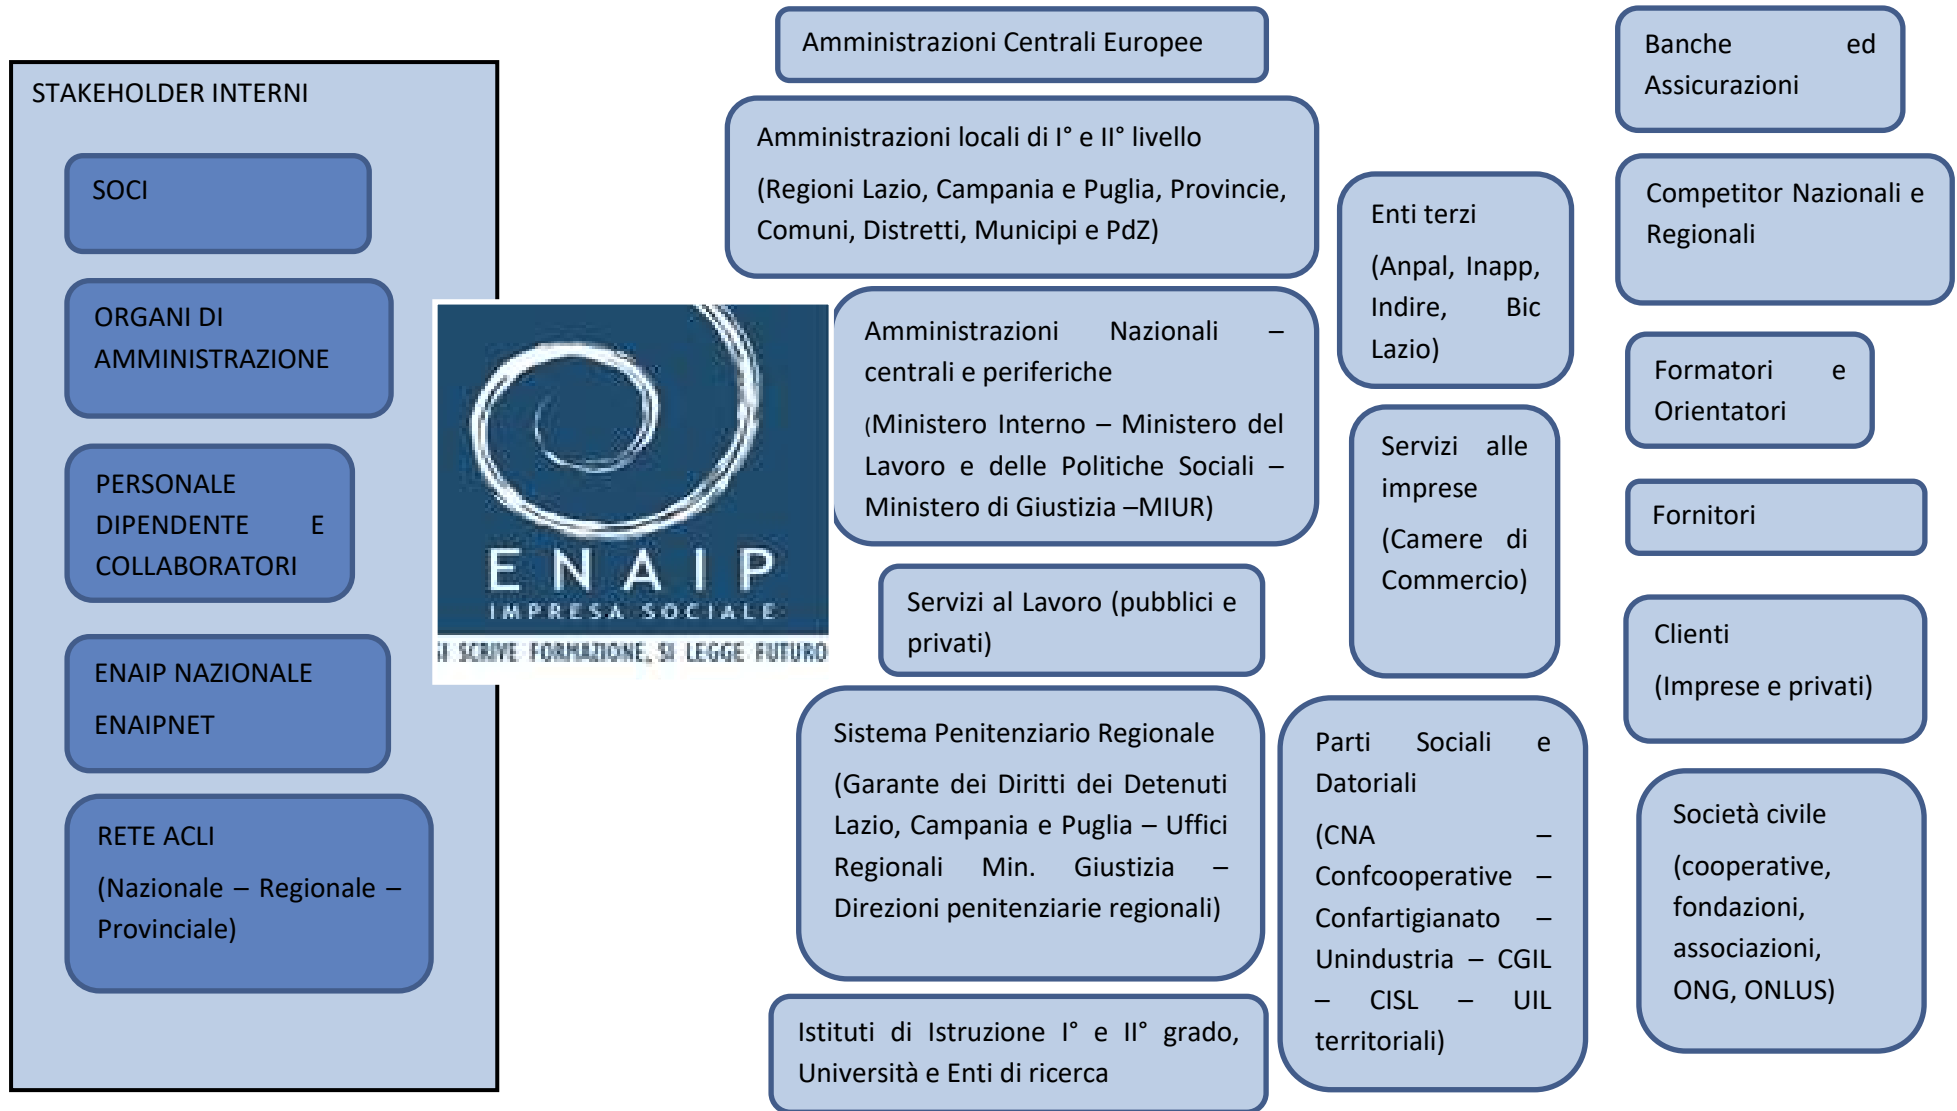 STAKEHOLDER INTERNI
SOCI
ORGANI DI
AMMINISTRAZIONE
PERSONALE
DIPENDENTE E
COLLABORATORI
ENAIP NAZIONALE
ENAIPNET
RETE ACLI
(Nazionale – Regionale –
Provinciale)
ENAIP
IMPRESA SOCIALE
SI SCRIVE FORMAZIONE, SI LEGGE FUTURO
Amministrazioni Centrali Europee
Amministrazioni locali di I° e II° livello
(Regioni Lazio, Campania e Puglia, Provincie,
Comuni, Distretti, Municipi e PdZ)
Amministrazioni Nazionali –
centrali e periferiche
(Ministero Interno – Ministero del
Lavoro e delle Politiche Sociali –
Ministero di Giustizia –MIUR)
Servizi al Lavoro (pubblici e
privati)
Sistema Penitenziario Regionale
(Garante dei Diritti dei Detenuti
Lazio, Campania e Puglia – Uffici
Regionali Min. Giustizia –
Direzioni penitenziarie regionali)
Istituti di Istruzione I° e II° grado,
Università e Enti di ricerca
Enti terzi
(Anpal, Inapp,
Indire, Bic
Lazio)
Servizi alle
imprese
(Camere di
Commercio)
Parti Sociali e
Datoriali
(CNA –
Confcooperative –
Confartigianato –
Unindustria – CGIL
– CISL – UIL
territoriali)
Banche ed
Assicurazioni
Competitor Nazionali e
Regionali
Formatori e
Orientatori
Fornitori
Clienti
(Imprese e privati)
Società civile
(cooperative,
fondazioni,
associazioni,
ONG, ONLUS)